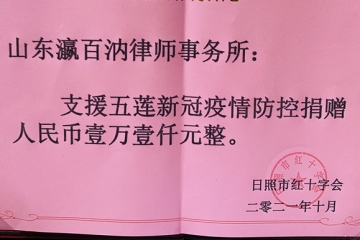 山东瀛百汭律师事务所：
支援五莲新冠疫情防控捐赠
人民币壹万壹仟元整。
日照市红十字会
二零二一年十月